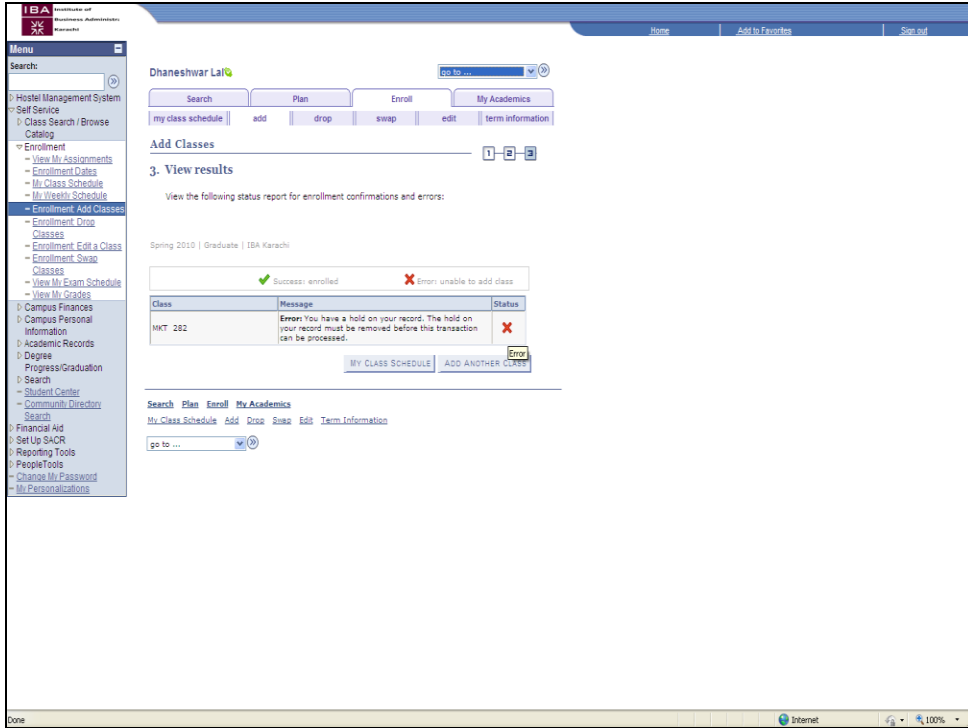 IBA Institute of
Business Administra
Karachi
Home Add to Favorites Sign out
Menu
Search:
Hostel Management System
Self Service
Class Search / Browse
Catalog
Enrollment
View My Assignments
Enrollment Dates
My Class Schedule
My Weekly Schedule
Enrollment: Add Classes
Enrollment: Drop
Classes
Enrollment: Edit a Class
Enrollment: Swap
Classes
View My Exam Schedule
View My Grades
Campus Finances
Campus Personal
Information
Academic Records
Degree
Progress/Graduation
Search
Student Center
Community Directory
Search
Financial Aid
Set Up SACR
Reporting Tools
PeopleTools
Change My Password
My Personalizations
Dhaneshwar Lal
go to ...
Search Plan Enroll My Academics
my class schedule add drop swap edit term information
Add Classes
1 2 3
3. View results
View the following status report for enrollment confirmations and errors:
Spring 2010 | Graduate | IBA Karachi
Success: enrolled Error: unable to add class
Class Message Status
MKT 282
Error: You have a hold on your record. The hold on
your record must be removed before this transaction
can be processed.
Error
MY CLASS SCHEDULE ADD ANOTHER CLASS
Search Plan Enroll My Academics
My Class Schedule Add Drop Swap Edit Term Information
go to ...
Done Internet 100%